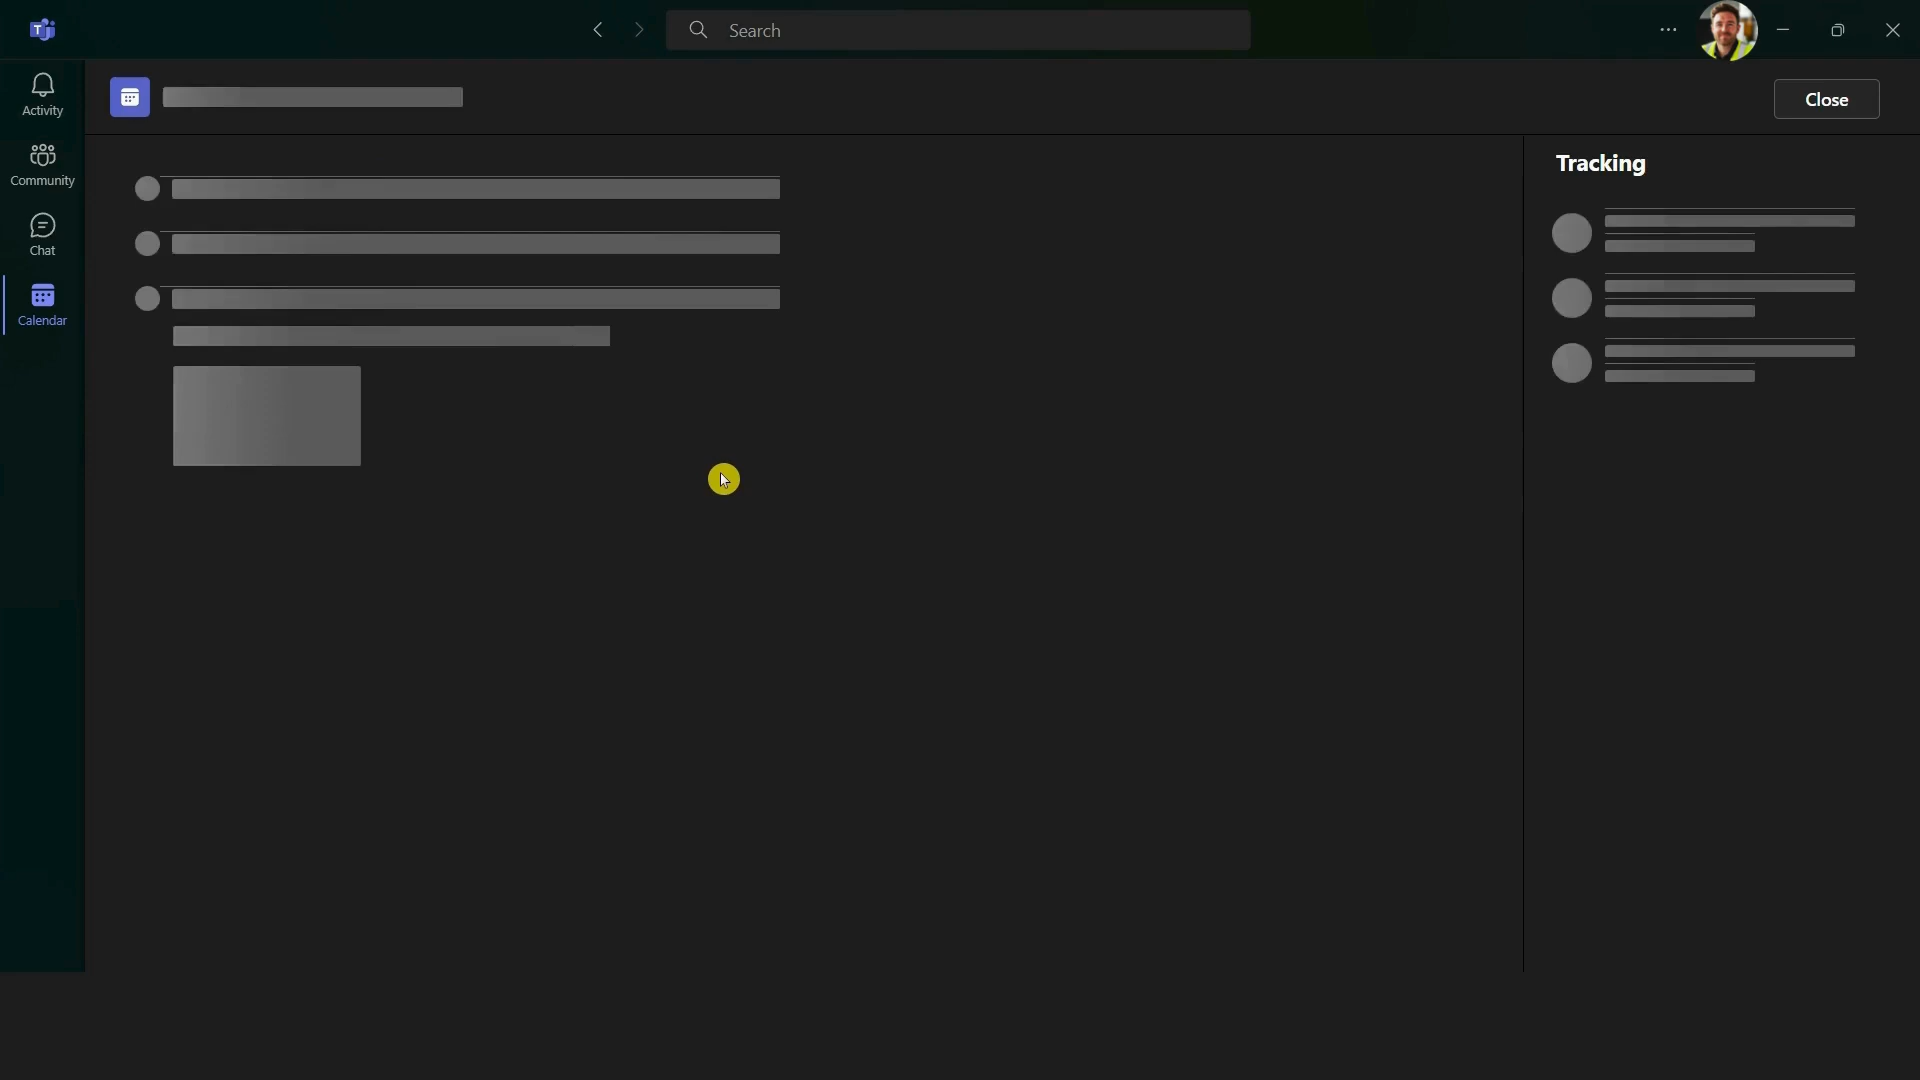 T
Search
Activity
Community
Chat
Calendar
Close
Tracking